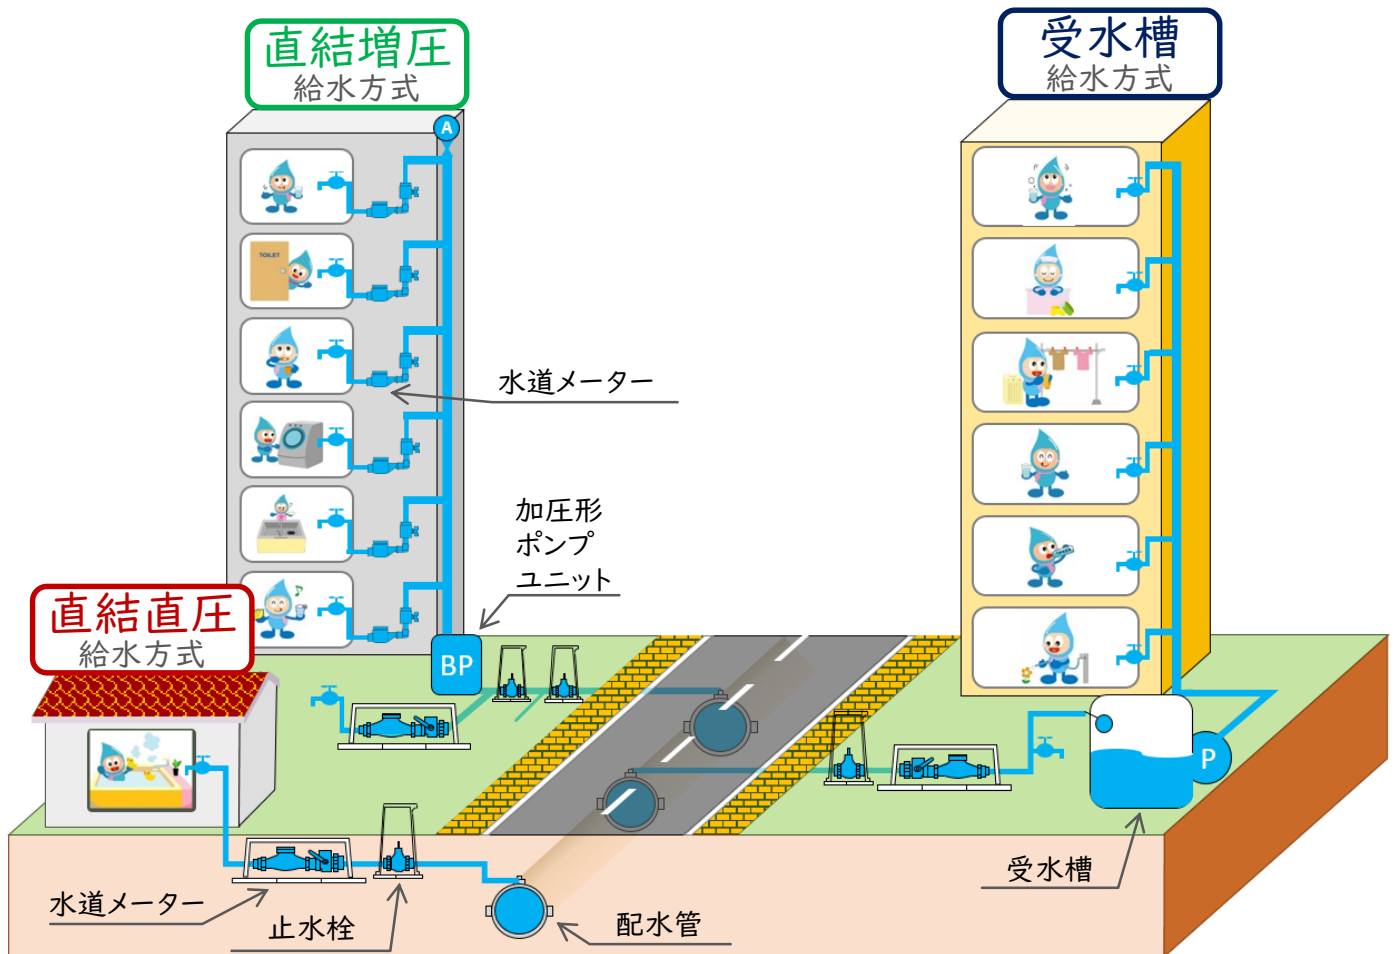 直結増圧
給水方式
受水槽
給水方式
A
TOILET
水道メーター
加圧形
ポンプ
ユニット
直結直圧
給水方式
BP
P
水道メーター
止水栓
配水管
受水槽